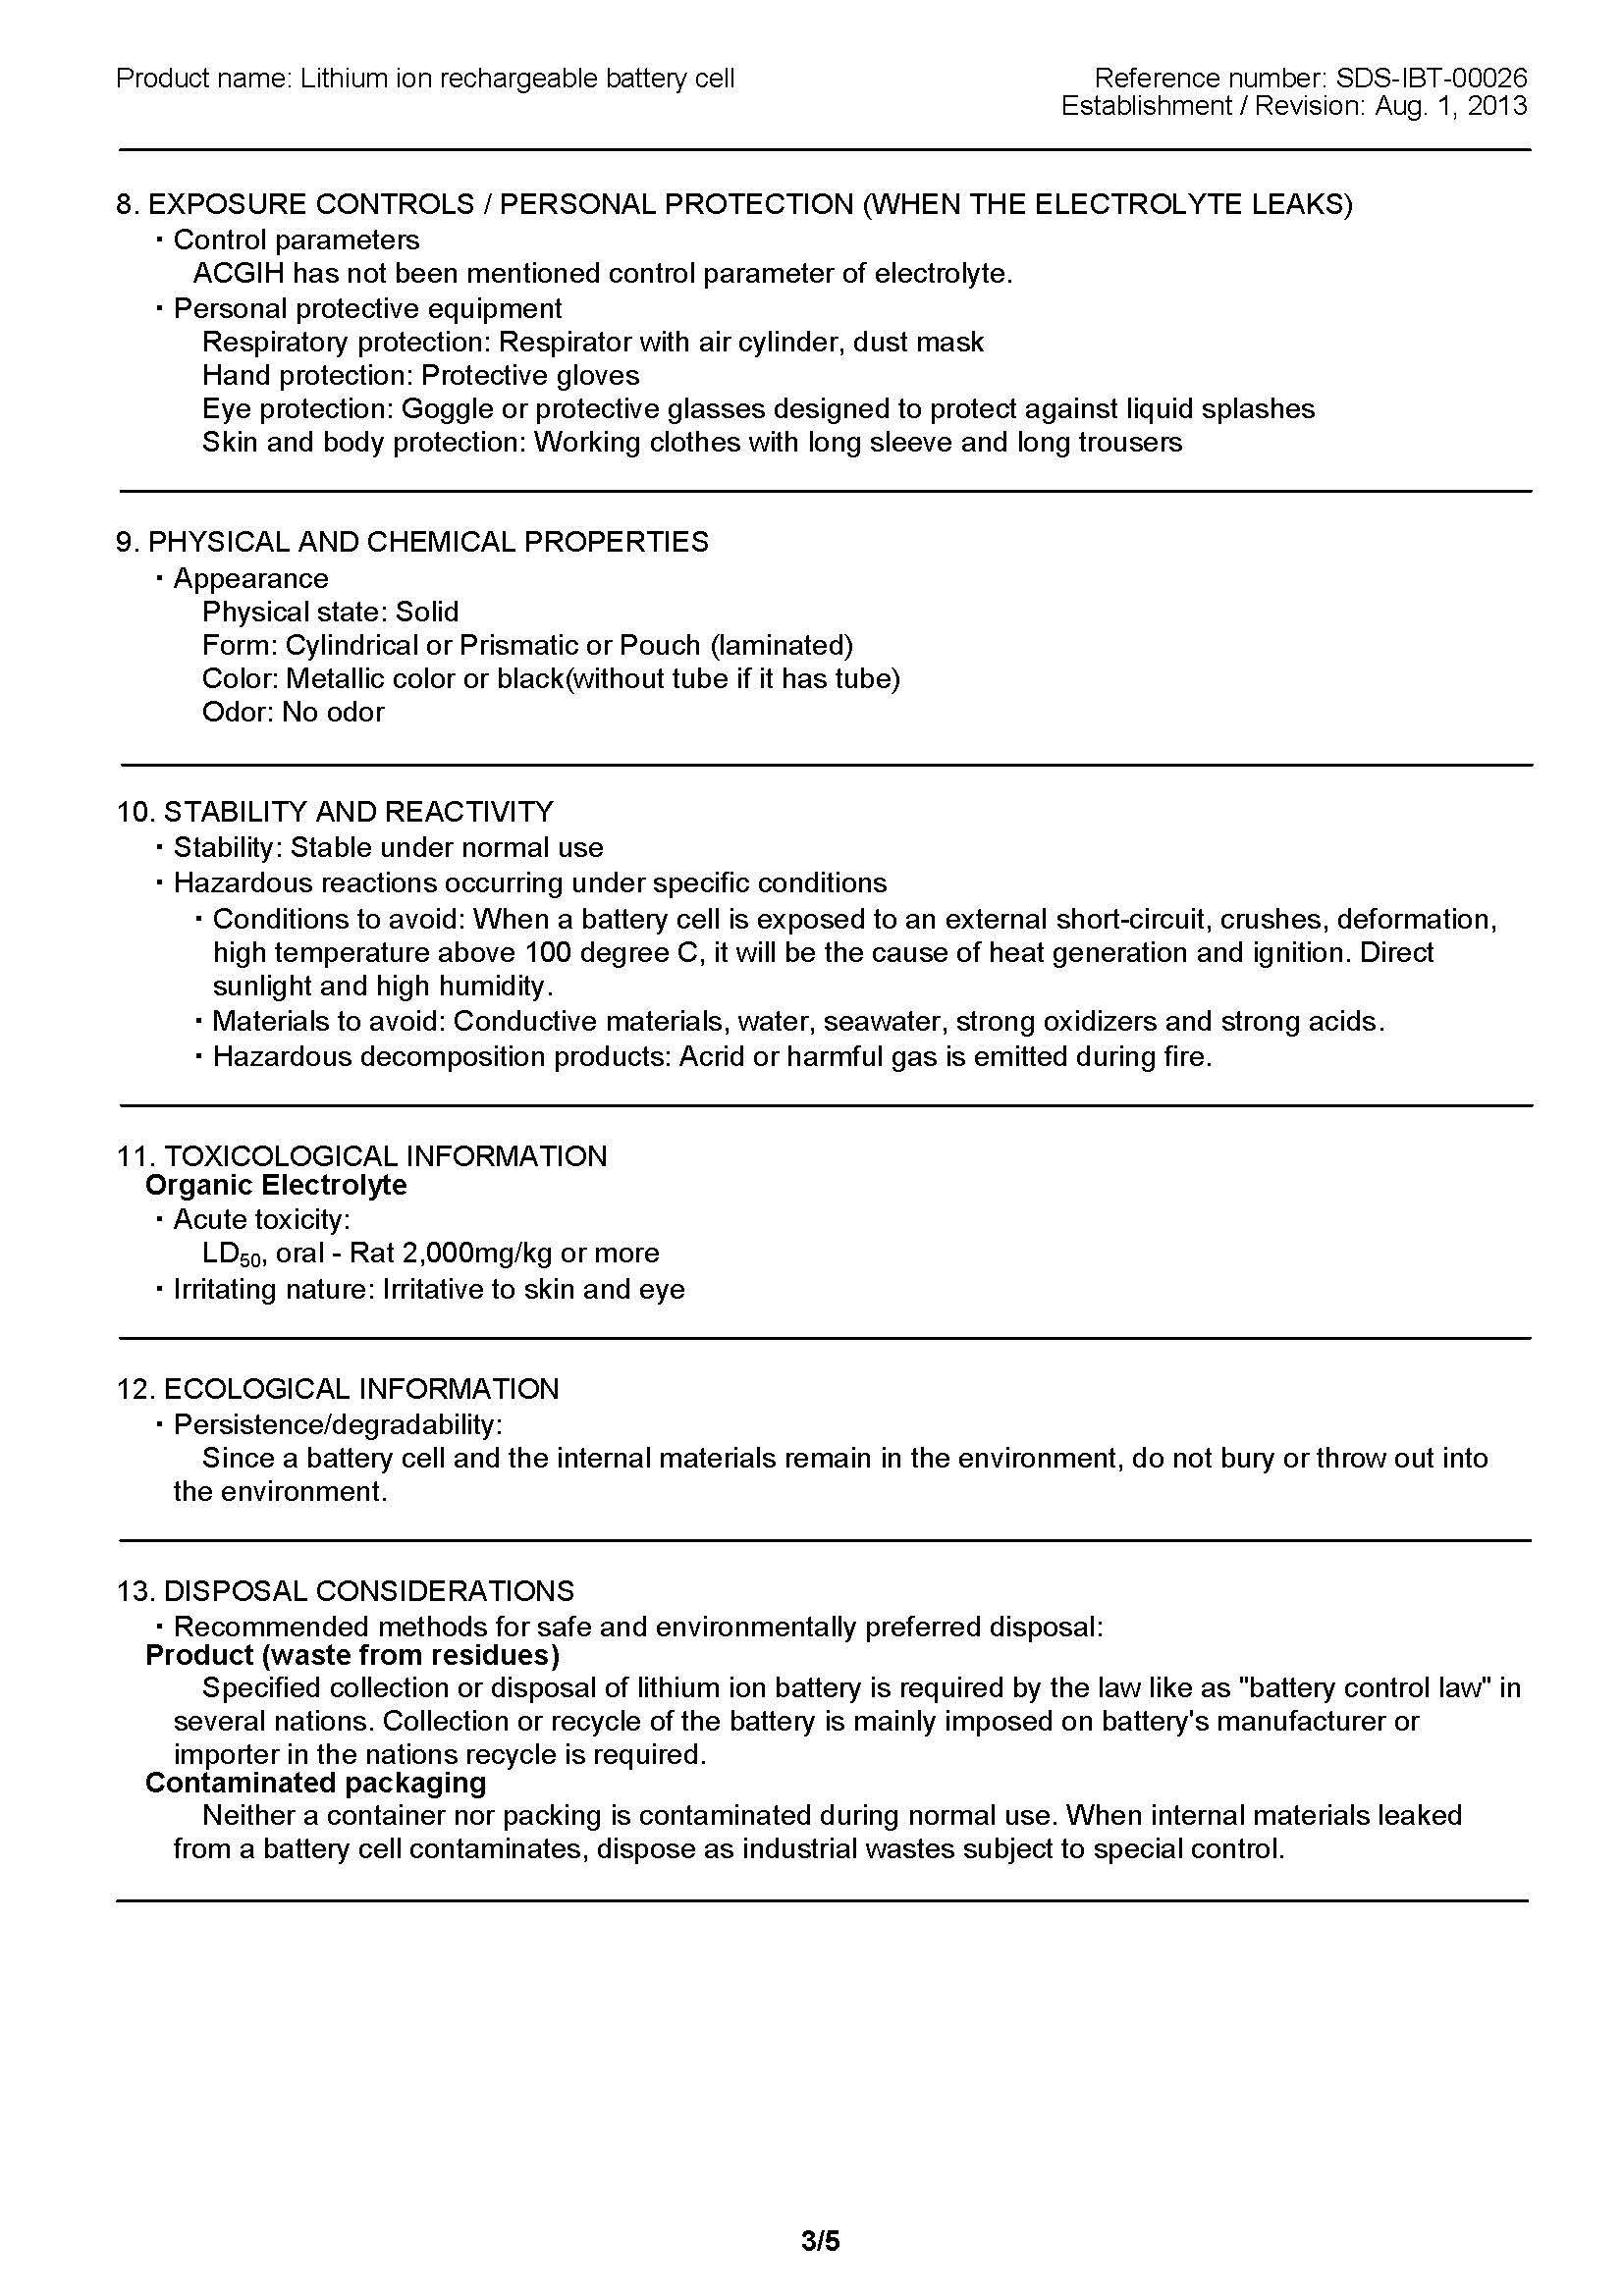 Product name: Lithium ion rechargeable battery cell
Reference number: SDS-IBT-00026
Establishment / Revision: Aug. 1, 2013
8. EXPOSURE CONTROLS / PERSONAL PROTECTION (WHEN THE ELECTROLYTE LEAKS)
・Control parameters
ACGIH has not been mentioned control parameter of electrolyte.
・Personal protective equipment
Respiratory protection: Respirator with air cylinder, dust mask
Hand protection: Protective gloves
Eye protection: Goggle or protective glasses designed to protect against liquid splashes
Skin and body protection: Working clothes with long sleeve and long trousers
9. PHYSICAL AND CHEMICAL PROPERTIES
・Appearance
Physical state: Solid
Form: Cylindrical or Prismatic or Pouch (laminated)
Color: Metallic color or black(without tube if it has tube)
Odor: No odor
10. STABILITY AND REACTIVITY
・Stability: Stable under normal use
・Hazardous reactions occurring under specific conditions
・Conditions to avoid: When a battery cell is exposed to an external short-circuit, crushes, deformation,
high temperature above 100 degree C, it will be the cause of heat generation and ignition. Direct
sunlight and high humidity.
・Materials to avoid: Conductive materials, water, seawater, strong oxidizers and strong acids.
・Hazardous decomposition products: Acrid or harmful gas is emitted during fire.
11. TOXICOLOGICAL INFORMATION
Organic Electrolyte
・Acute toxicity:
LD50, oral - Rat 2,000mg/kg or more
・Irritating nature: Irritative to skin and eye
12. ECOLOGICAL INFORMATION
・Persistence/degradability:
Since a battery cell and the internal materials remain in the environment, do not bury or throw out into
the environment.
13. DISPOSAL CONSIDERATIONS
・Recommended methods for safe and environmentally preferred disposal:
Product (waste from residues)
Specified collection or disposal of lithium ion battery is required by the law like as "battery control law" in
several nations. Collection or recycle of the battery is mainly imposed on battery's manufacturer or
importer in the nations recycle is required.
Contaminated packaging
Neither a container nor packing is contaminated during normal use. When internal materials leaked
from a battery cell contaminates, dispose as industrial wastes subject to special control.
3/5